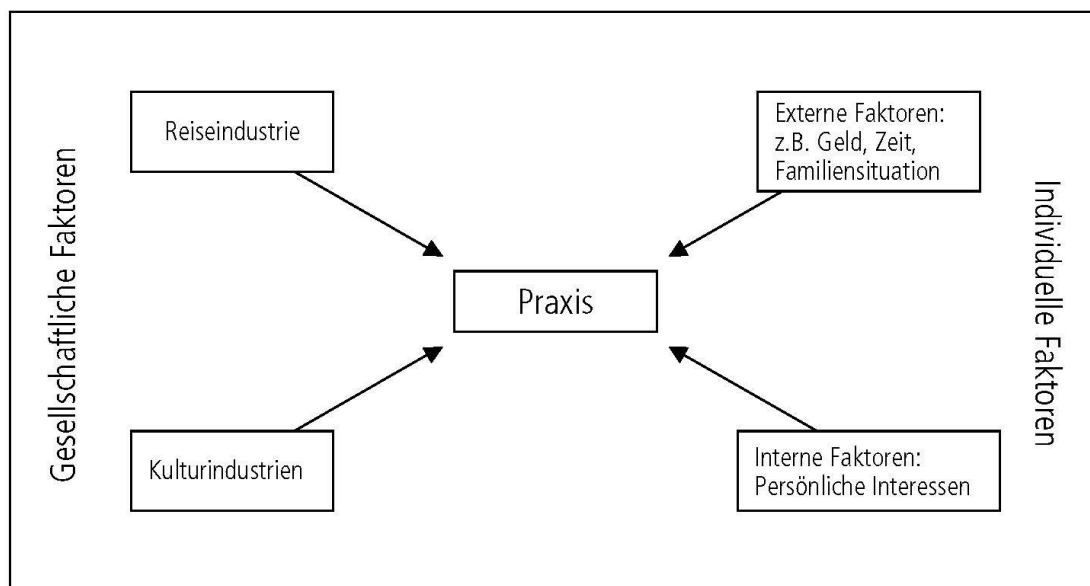 Gesellschaftliche Faktoren
Reiseindustrie
Kulturindustrien
Praxis
Externe Faktoren:
z.B. Geld, Zeit,
Familiensituation
Interne Faktoren:
Persönliche Interessen
Individuelle Faktoren